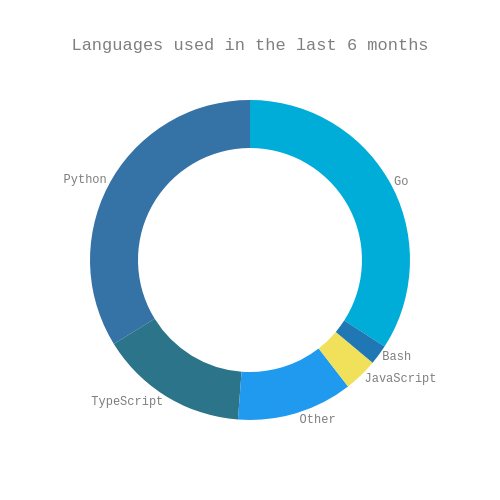 Languages used in the last 6 months
Python
Go
Bash
JavaScript
TypeScript
Other